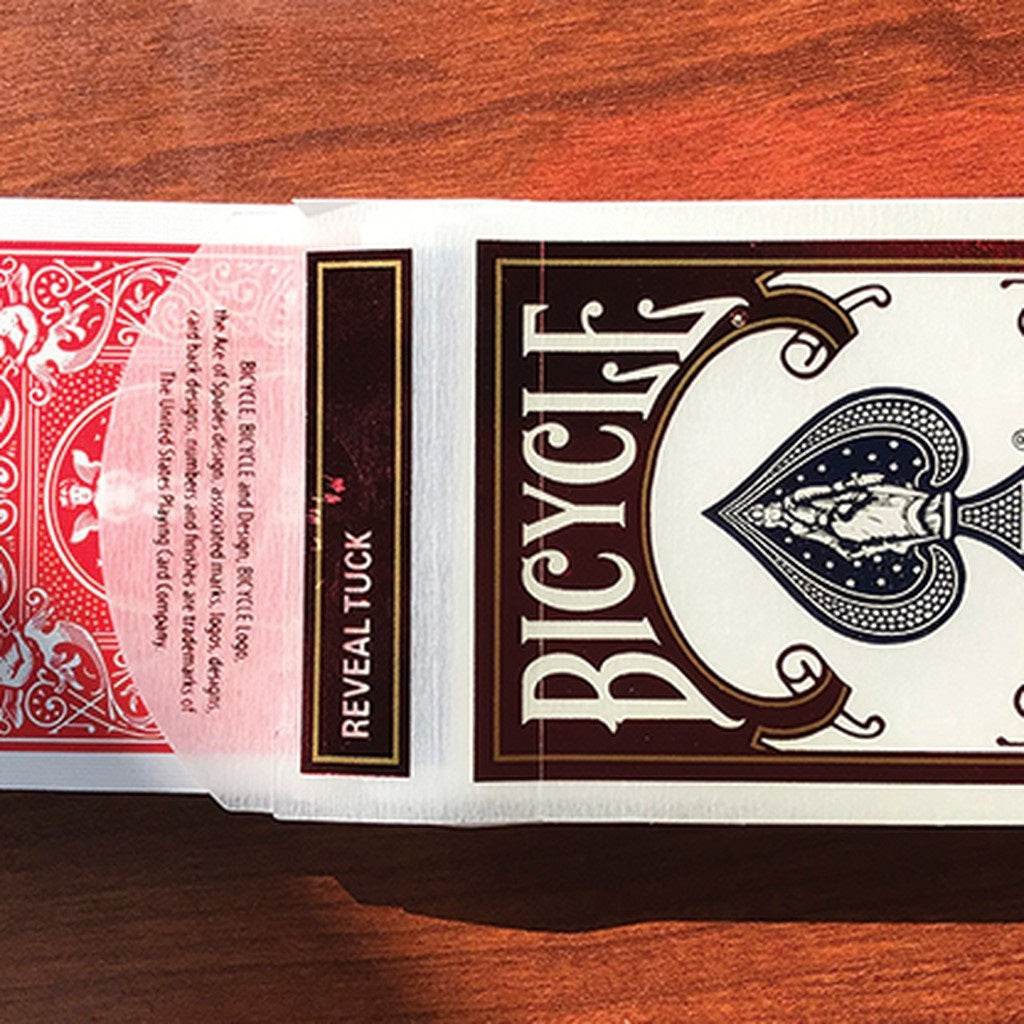 BICYCLE, BICYCLE and Design, BICYCLE Logo,
the Ace of Spades design, associated marks, logos, designs,
card back designs, numbers and finishes are trademarks of
The United States Playing Card Company.
REVEAL TUCK
BICYCLE